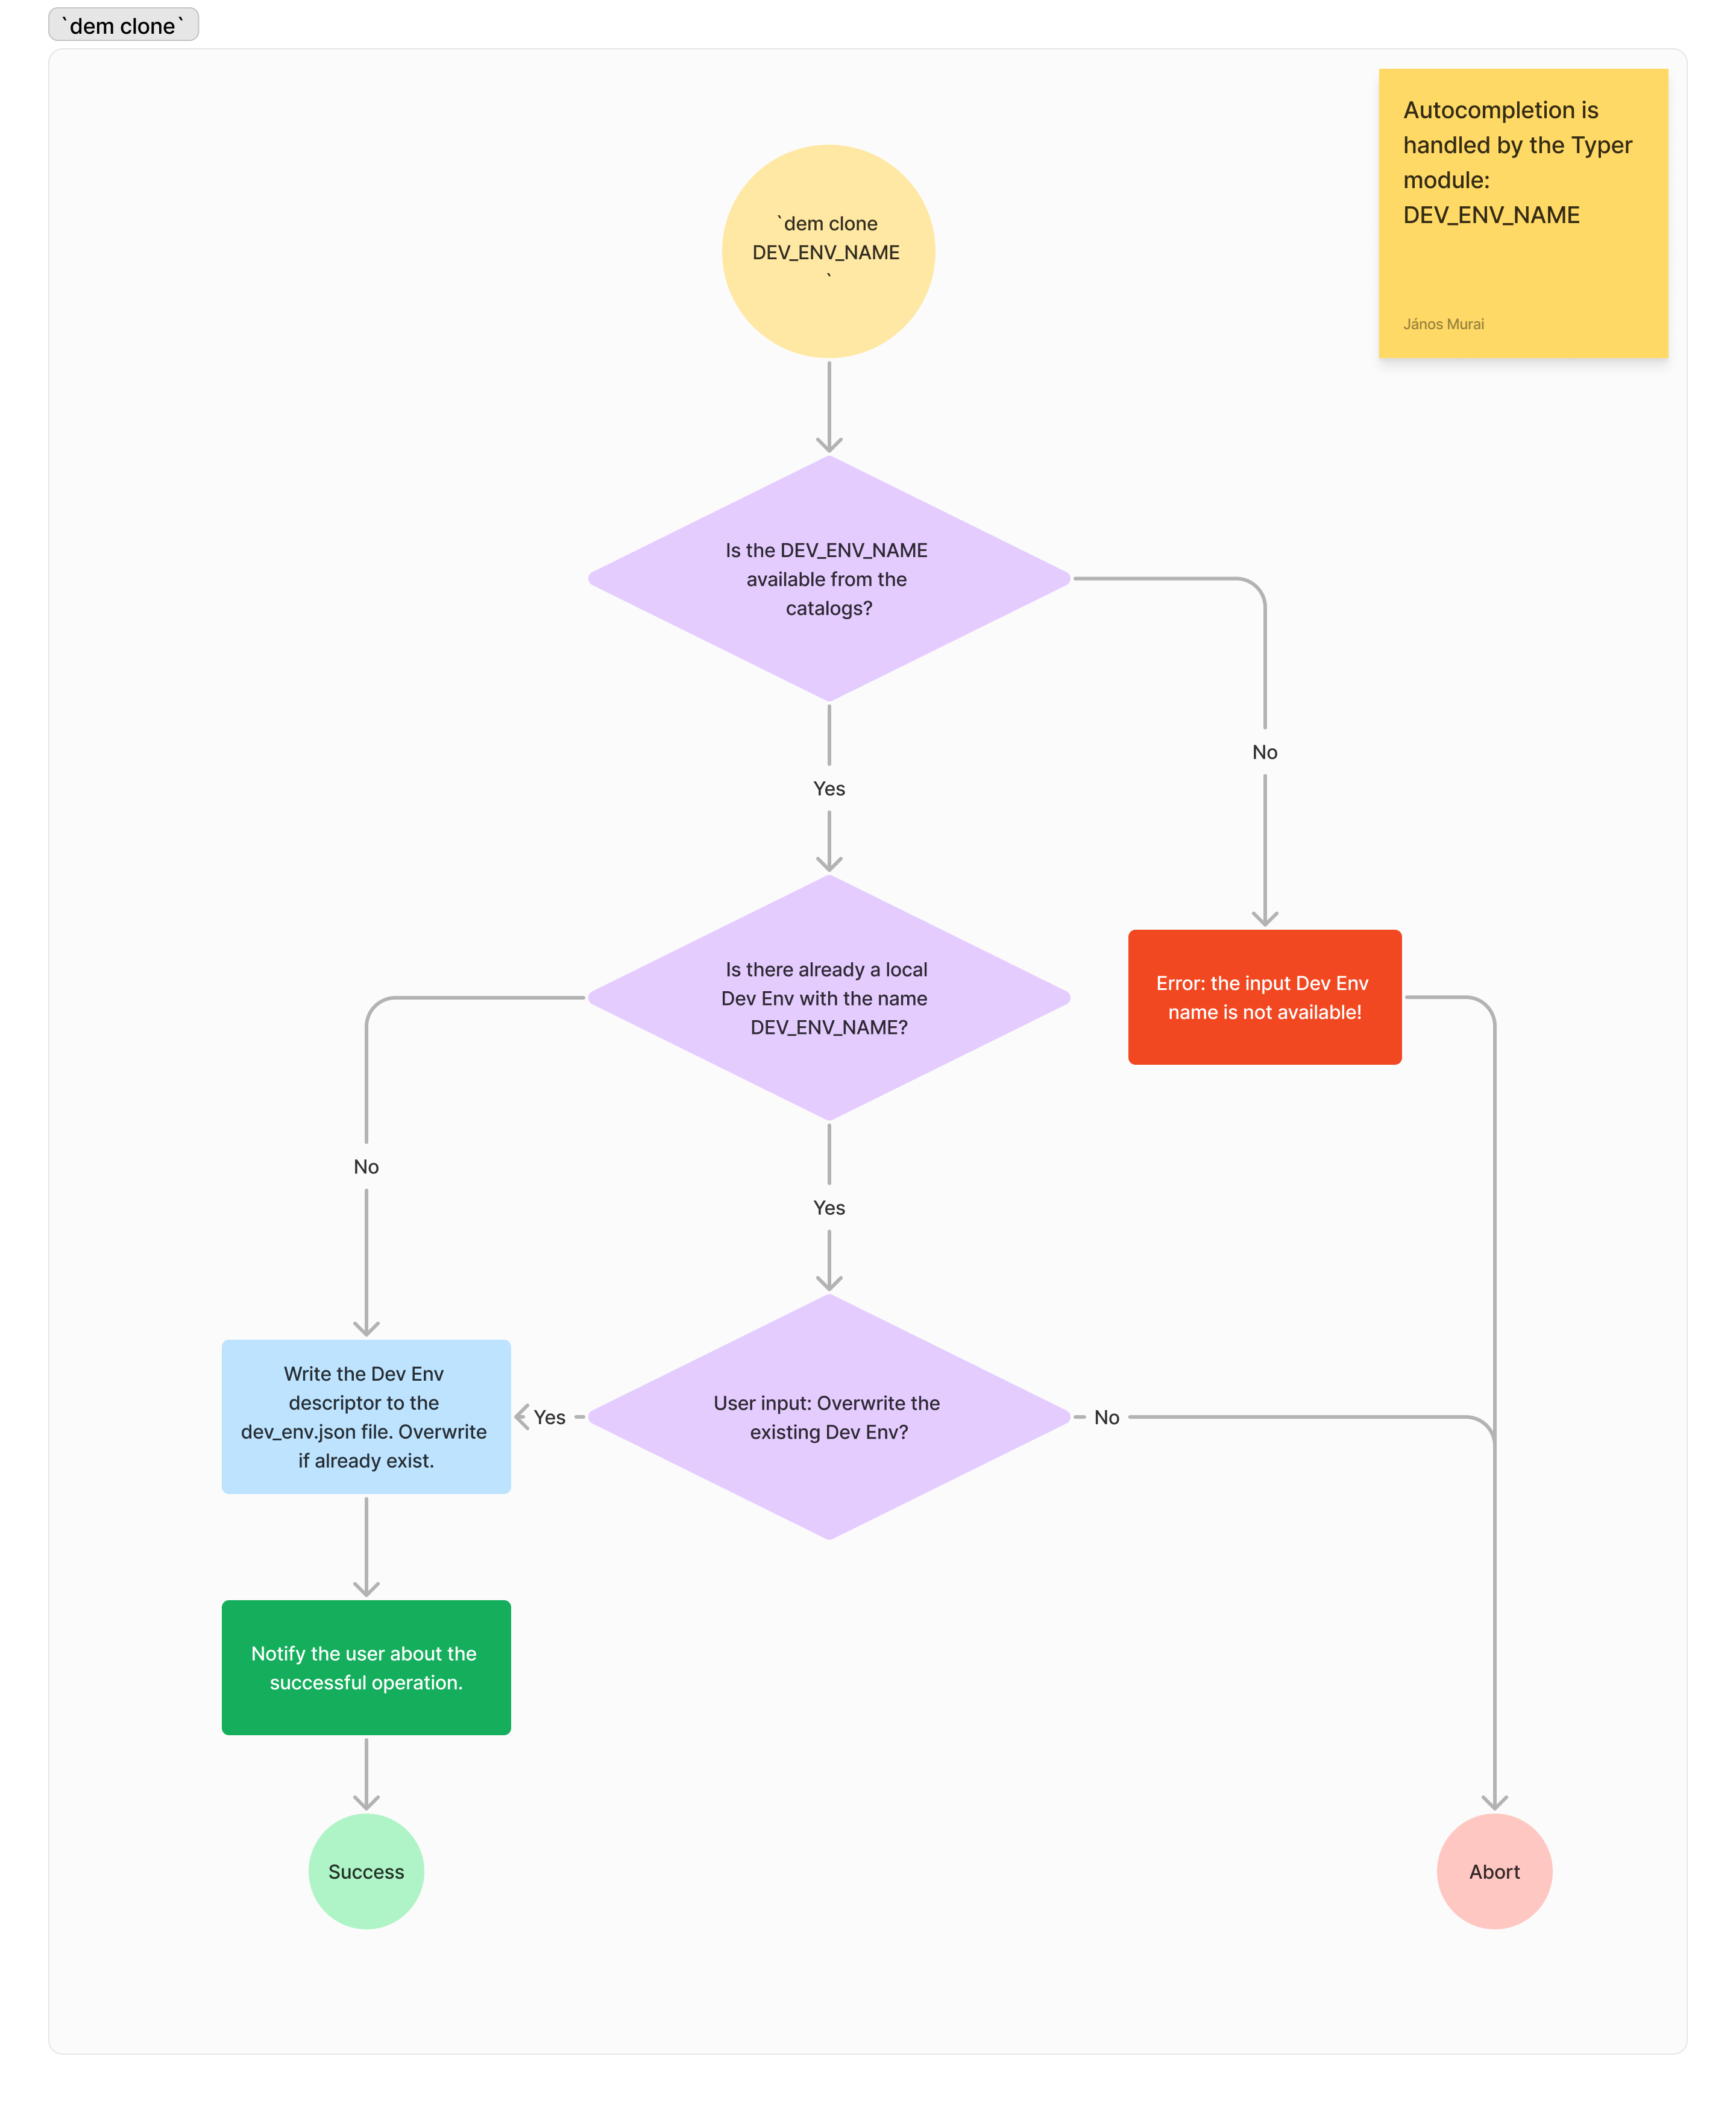 `dem clone`
Autocompletion is
handled by the Typer
module:
DEV_ENV_NAME
János Murai
`dem clone
DEV_ENV_NAME
`
Is the DEV_ENV_NAME
available from the
catalogs?
No
Yes
Is there already a local
Dev Env with the name
DEV_ENV_NAME?
Error: the input Dev Env
name is not available!
No
Yes
Write the Dev Env
descriptor to the
dev_env.json file. Overwrite
if already exist.
Yes
User input: Overwrite the
existing Dev Env?
No
Notify the user about the
successful operation.
Success
Abort